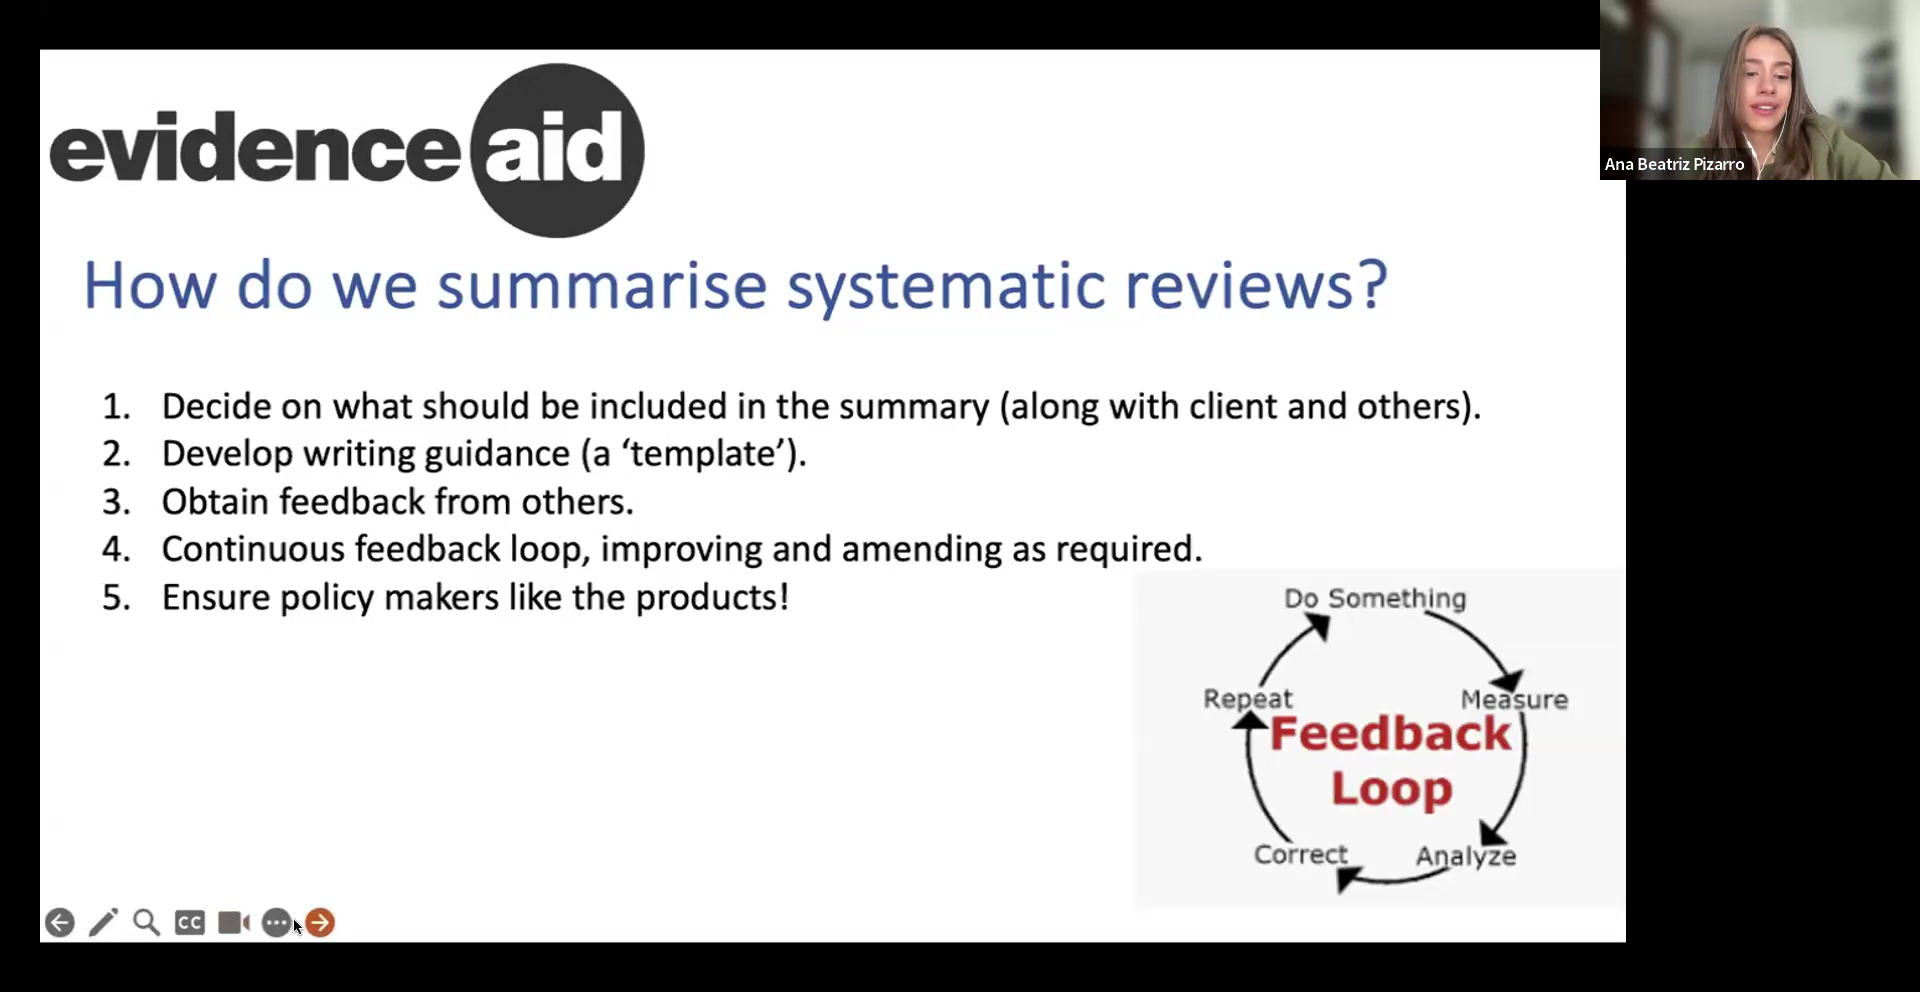 evidence aid
Ana Beatriz Pizarro
How do we summarise systematic reviews?
1. Decide on what should be included in the summary (along with client and others).
2. Develop writing guidance (a ‘template’).
3. Obtain feedback from others.
4. Continuous feedback loop, improving and amending as required.
5. Ensure policy makers like the products!
Do Something
Repeat
Measure
Feedback
Loop
Correct
Analyze
CC